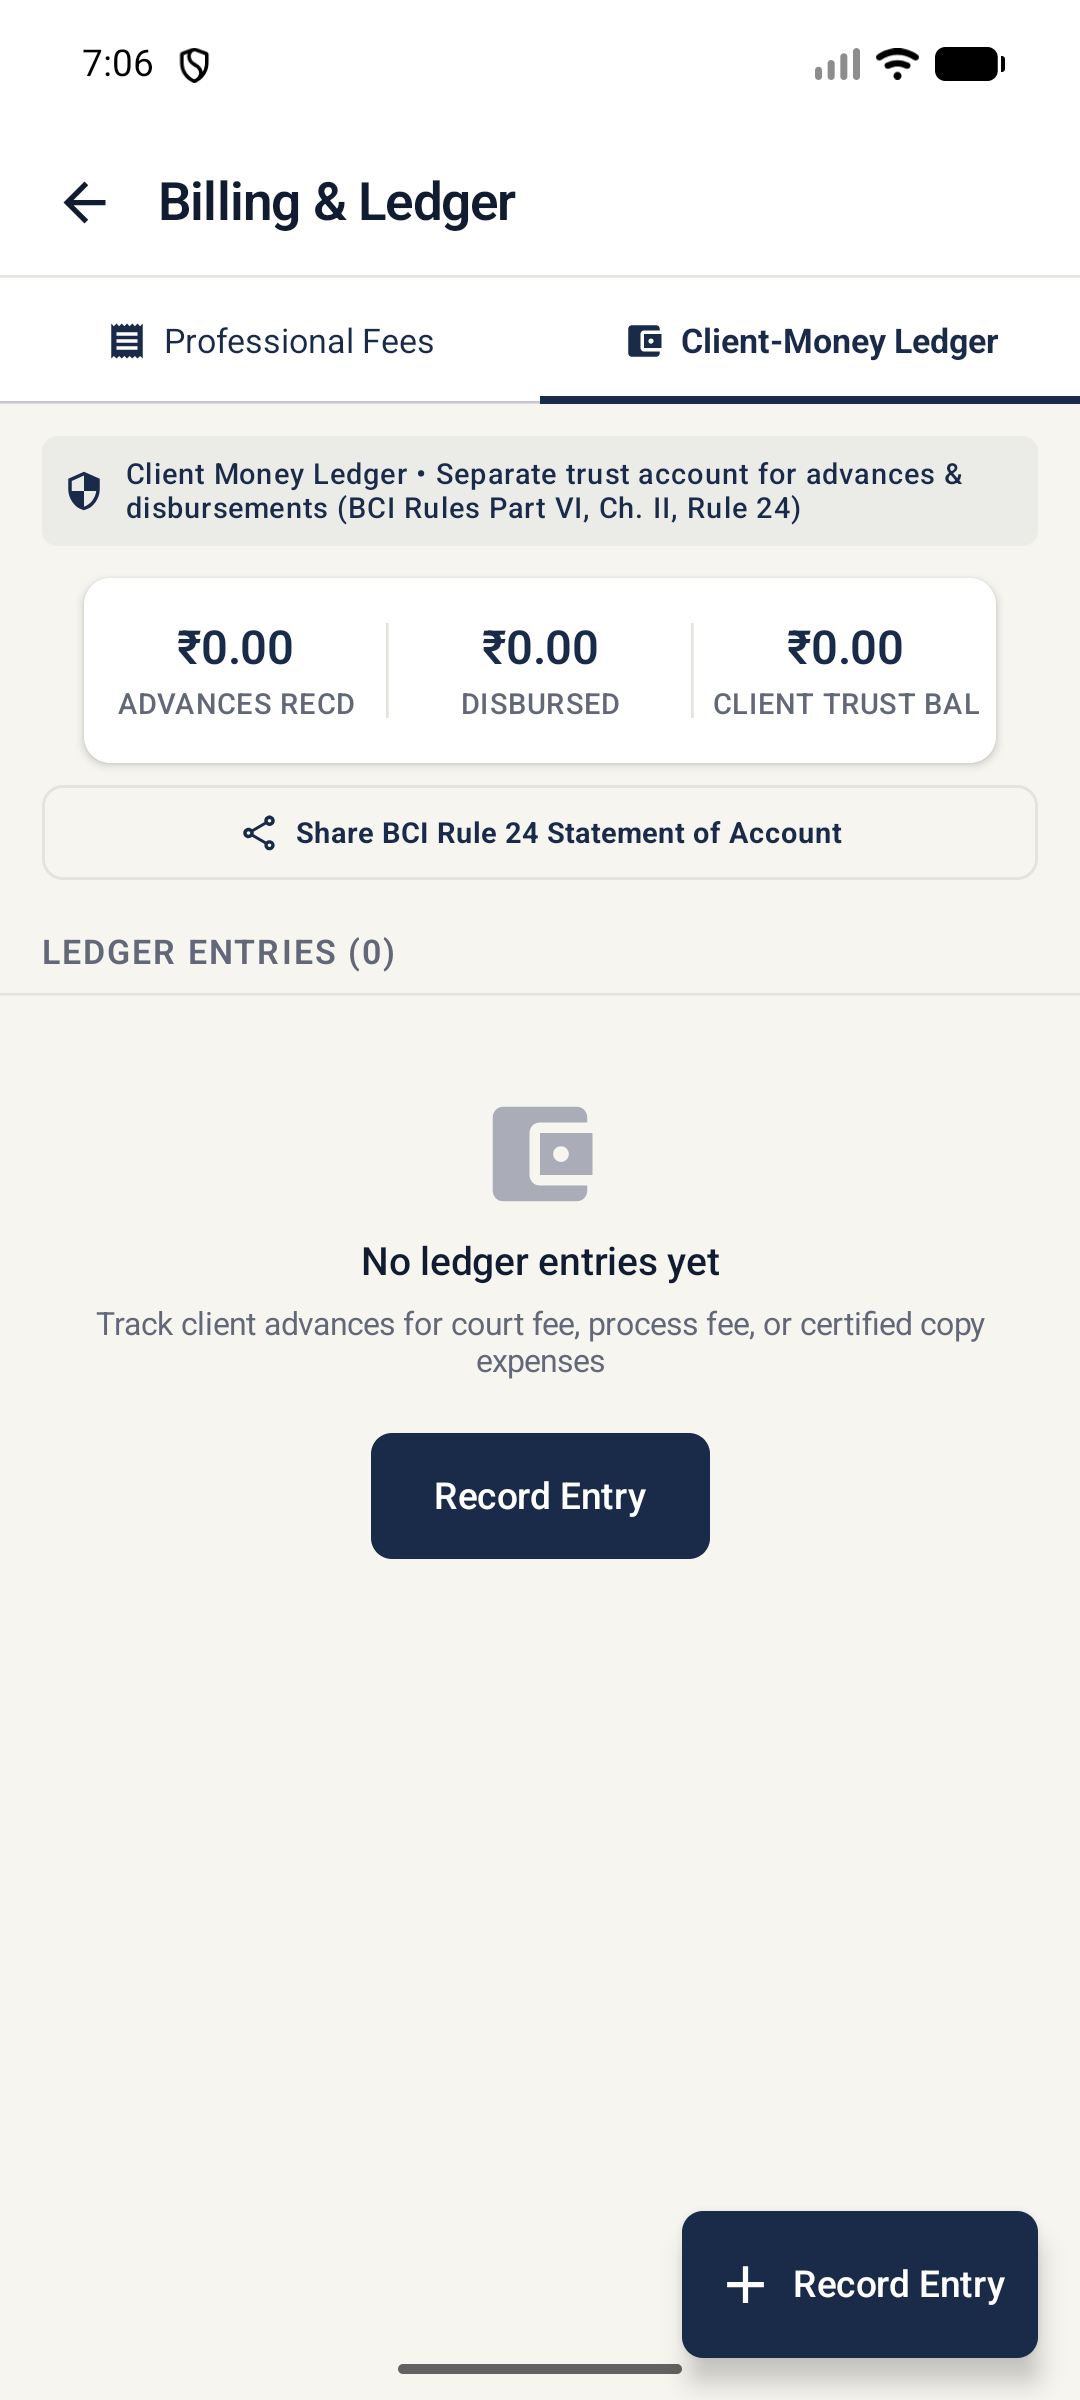 7:06
Billing & Ledger
Professional Fees
Client-Money Ledger
Client Money Ledger • Separate trust account for advances &
disbursements (BCI Rules Part VI, Ch. II, Rule 24)
₹0.00
ADVANCES RECD
₹0.00
DISBURSED
₹0.00
CLIENT TRUST BAL
Share BCI Rule 24 Statement of Account
LEDGER ENTRIES (0)
No ledger entries yet
Track client advances for court fee, process fee, or certified copy
expenses
Record Entry
Record Entry